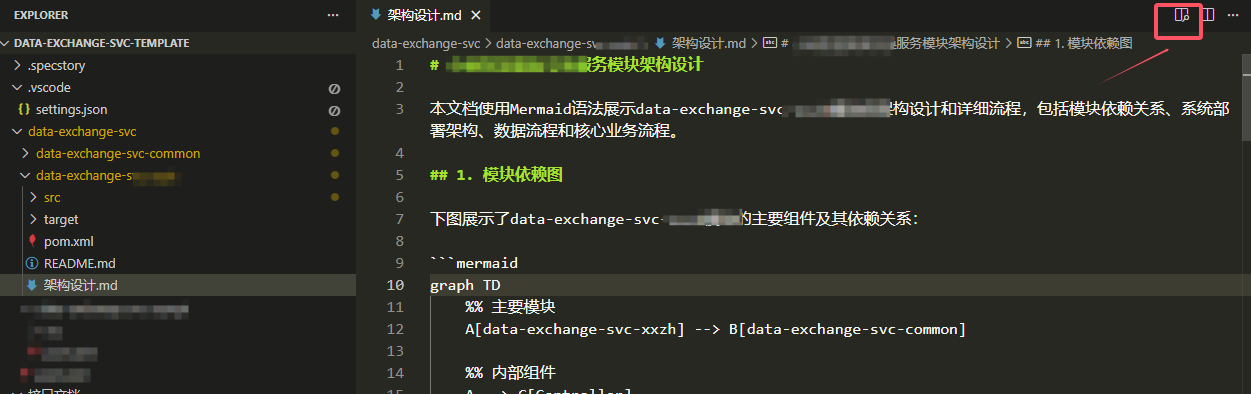 EXPLORER
DATA-EXCHANGE-SVC-TEMPLATE
.specstory
.vscode
{} settings.json
data-exchange-svc
data-exchange-svc-common
data-exchange-s
src
target
pom.xml
README.md
架构设计.md
架构设计.md
data-exchange-svc > data-exchange-sv > 架构设计.md > # 服务模块架构设计 > ## 1. 模块依赖图
1 # 服务模块架构设计
2
3 本文档使用Mermaid语法展示data-exchange-svc 构设计和详细流程，包括模块依赖关系、系统部
署架构、数据流程和核心业务流程。
4
5 ## 1. 模块依赖图
6
7 下图展示了data-exchange-svc- 的主要组件及其依赖关系：
8
9 ```mermaid
10 graph TD
11 %% 主要模块
12 A[data-exchange-svc-xxzh] --> B[data-exchange-svc-common]
13
14 %% 内部组件